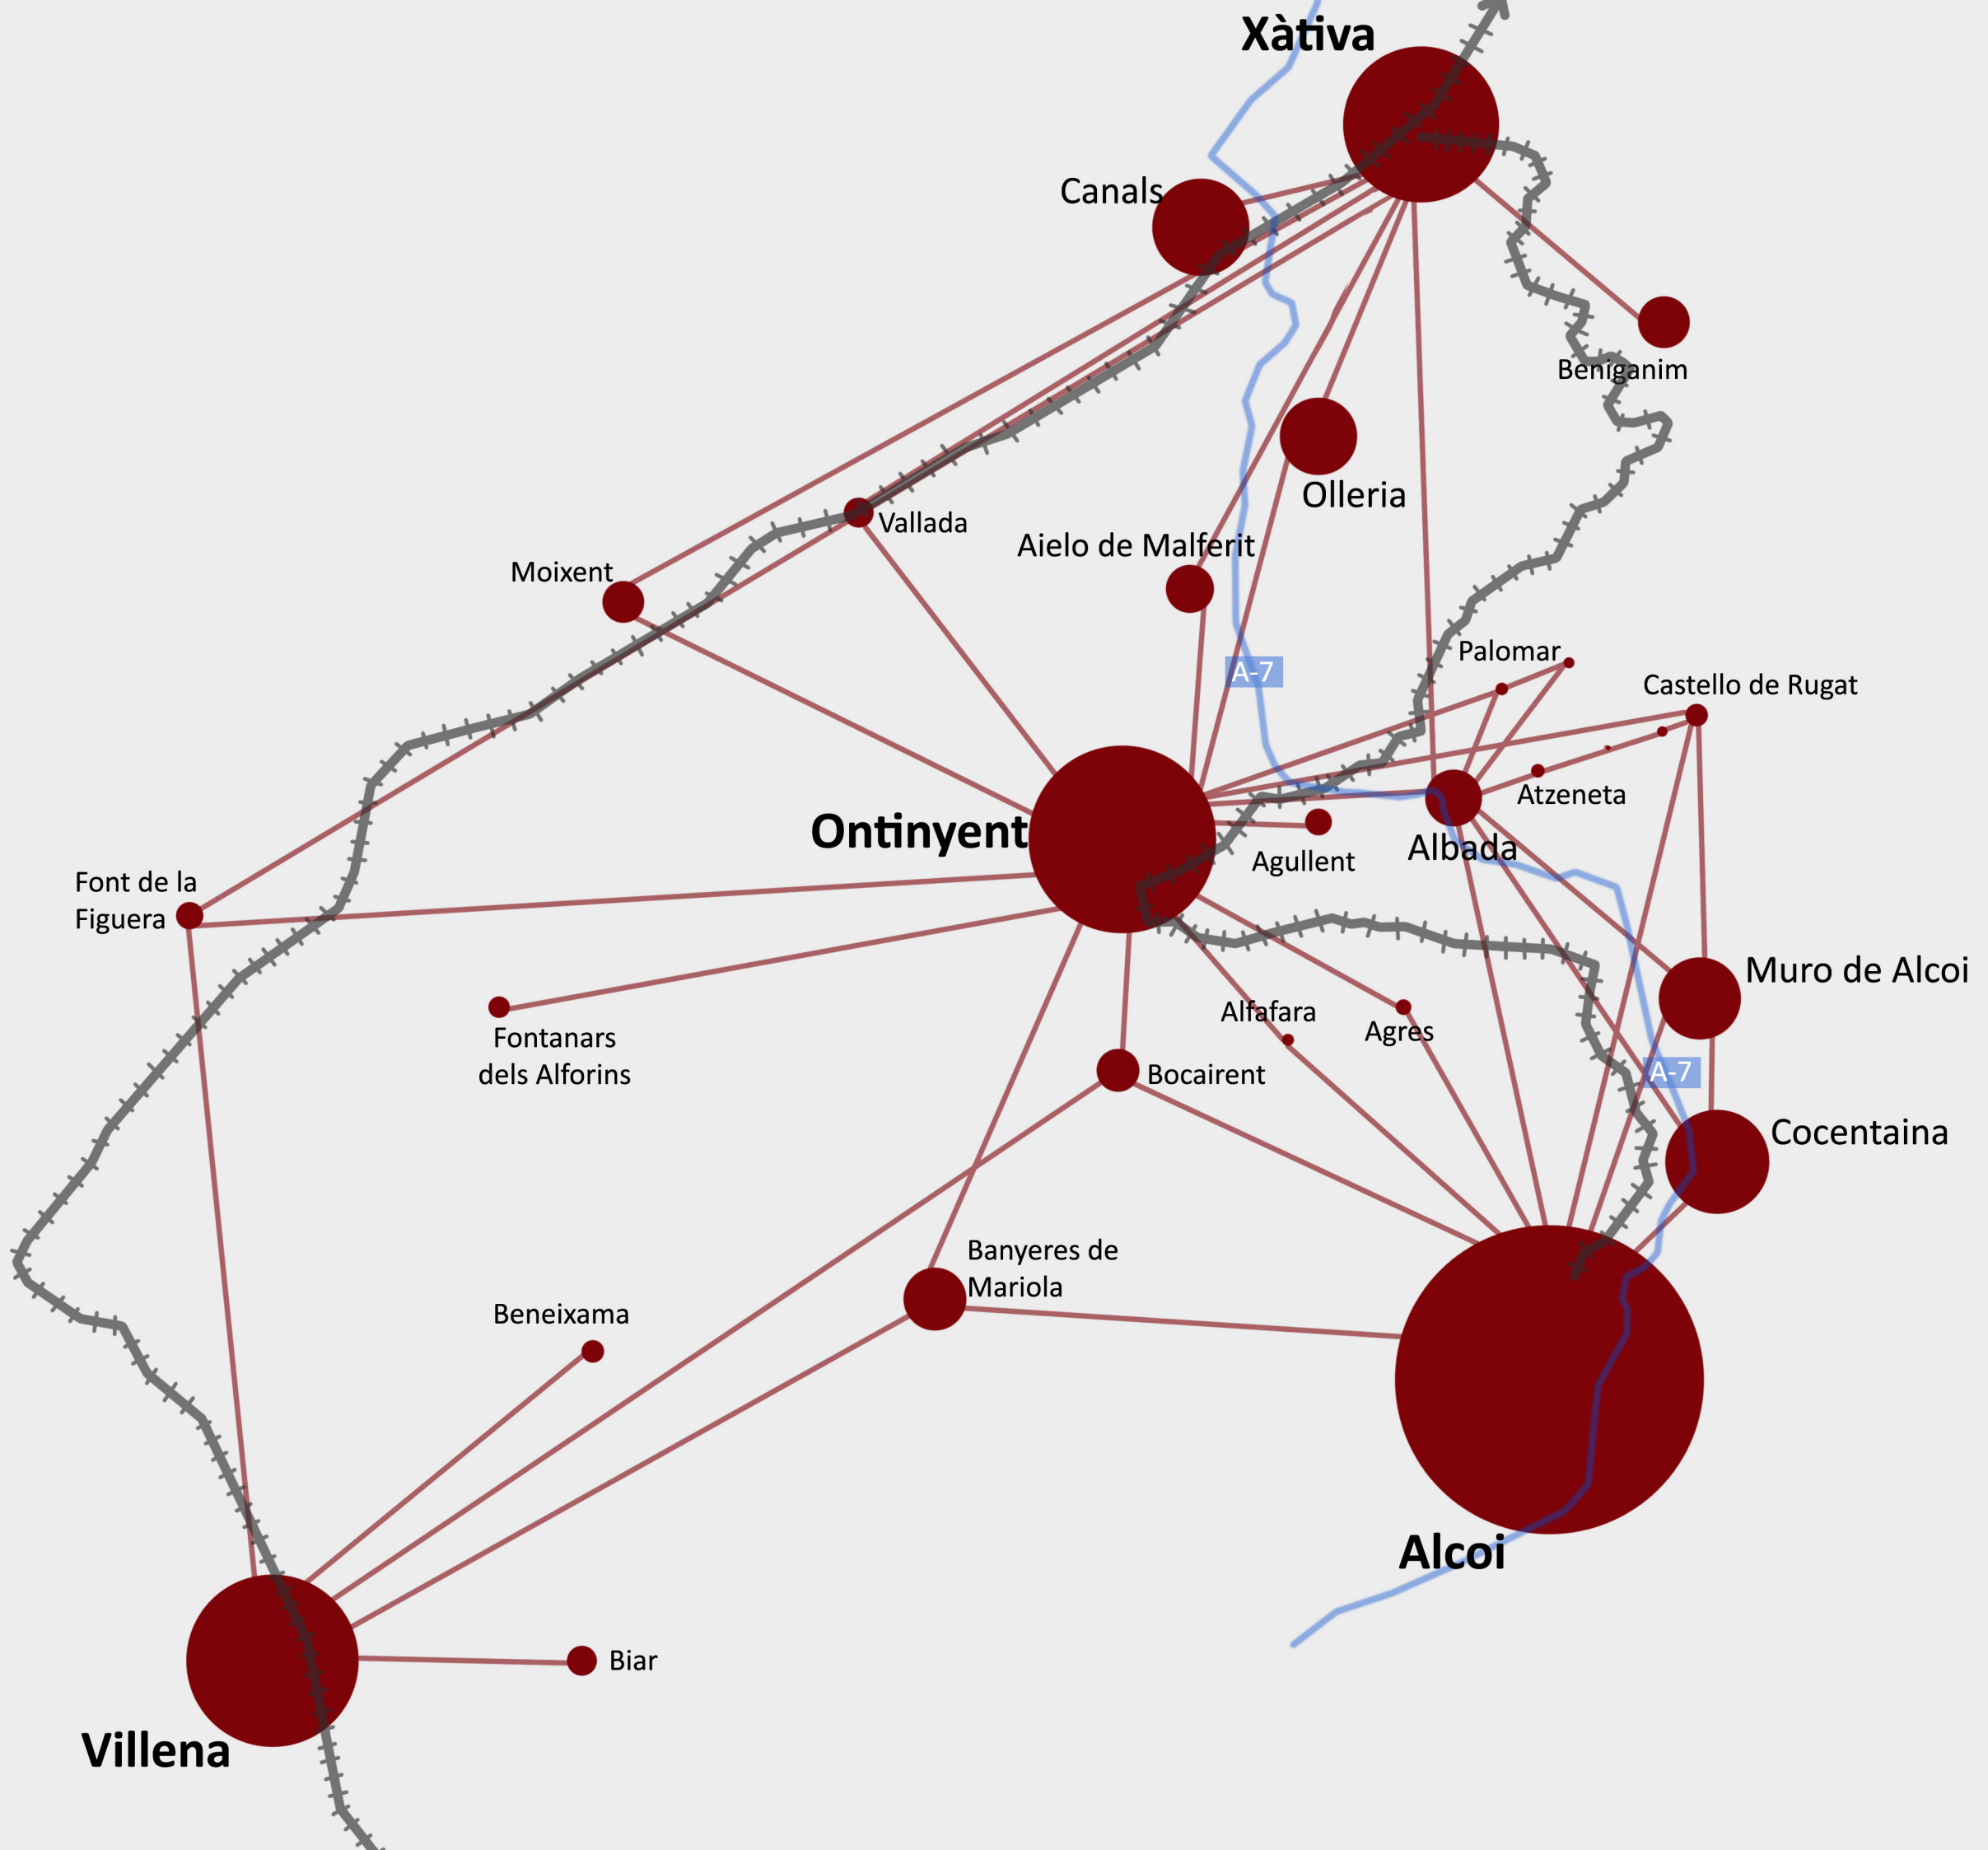 Xàtiva
Canals
Beniganim
Olleria
Vallada
Aielo de Malferit
Moixent
Palomar
A-7
Castello de Rugat
Atzeneta
Ontinyent
Albada
Agullent
Font de la
Figuera
Muro de Alcoi
Alfafara
Agres
Fontanars
dels Alforins
Bocairent
A-7
Cocentaina
Banyeres de
Mariola
Beneixama
Alcoi
Biar
Villena